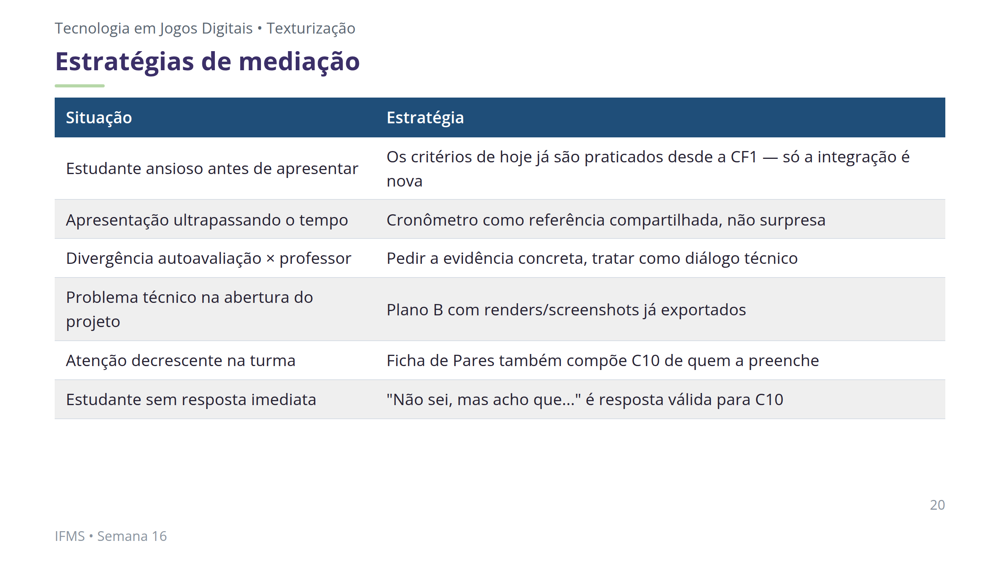 Tecnologia em Jogos Digitais • Texturização
Estratégias de mediação
Situação
Estratégia
Estudante ansioso antes de apresentar
Os critérios de hoje já são praticados desde a CF1 — só a integração é
nova
Apresentação ultrapassando o tempo
Cronômetro como referência compartilhada, não surpresa
Divergência autoavaliação × professor
Pedir a evidência concreta, tratar como diálogo técnico
Problema técnico na abertura do
projeto
Plano B com renders/screenshots já exportados
Atenção decrescente na turma
Ficha de Pares também compõe C10 de quem a preenche
Estudante sem resposta imediata
"Não sei, mas acho que..." é resposta válida para C10
20
IFMS • Semana 16